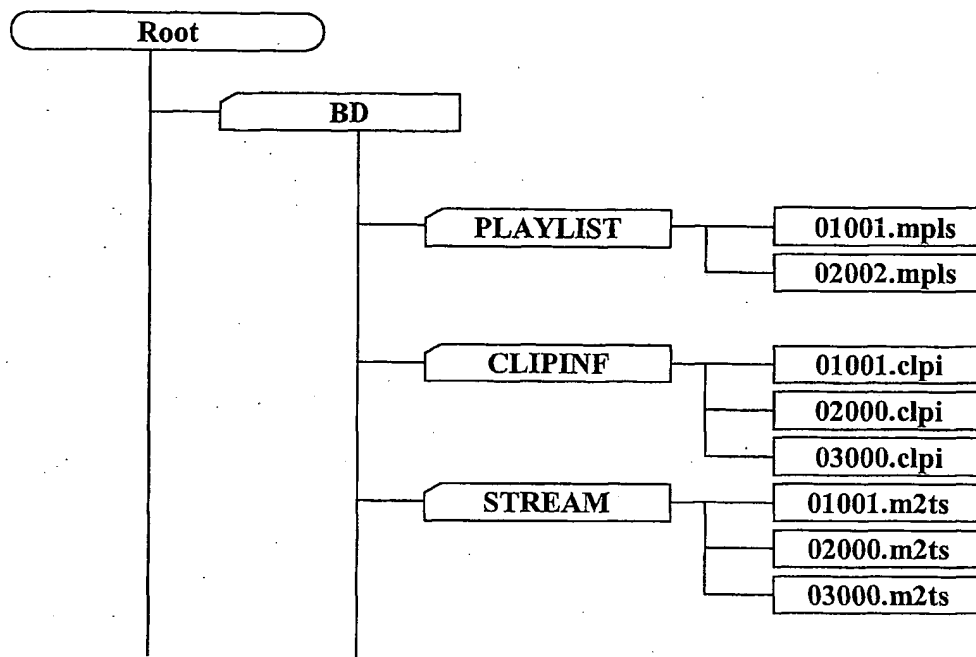 Root
BD
PLAYLIST
01001.mpls
02002.mpls
CLIPINF
01001.clpi
02000.clpi
03000.clpi
STREAM
01001.m2ts
02000.m2ts
03000.m2ts